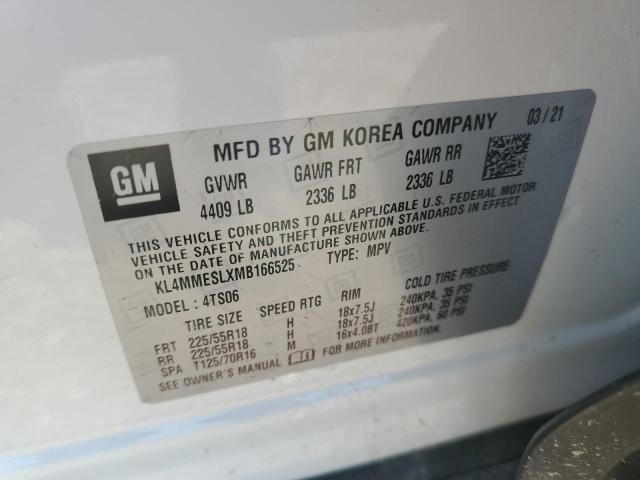 GM
MFD BY GM KOREA COMPANY 03/21
GVWR GAWR FRT GAWR RR
4409 LB 2336 LB 2336 LB
THIS VEHICLE CONFORMS TO ALL APPLICABLE U.S. FEDERAL MOTOR
VEHICLE SAFETY AND THEFT PREVENTION STANDARDS IN EFFECT
ON THE DATE OF MANUFACTURE SHOWN ABOVE.
KL4MMESLXMB166525 TYPE: MPV
MODEL: 4TS06
TIRE SIZE SPEED RTG RIM COLD TIRE PRESSURE
FRT 225/55R18 H 18x7.5J 240KPA, 35 PSI
RR 225/55R18 H 18x7.5J 240KPA, 35 PSI
SPA T125/70R16 M 16x4.0BT 420KPA, 60 PSI
SEE OWNER'S MANUAL FOR MORE INFORMATION.